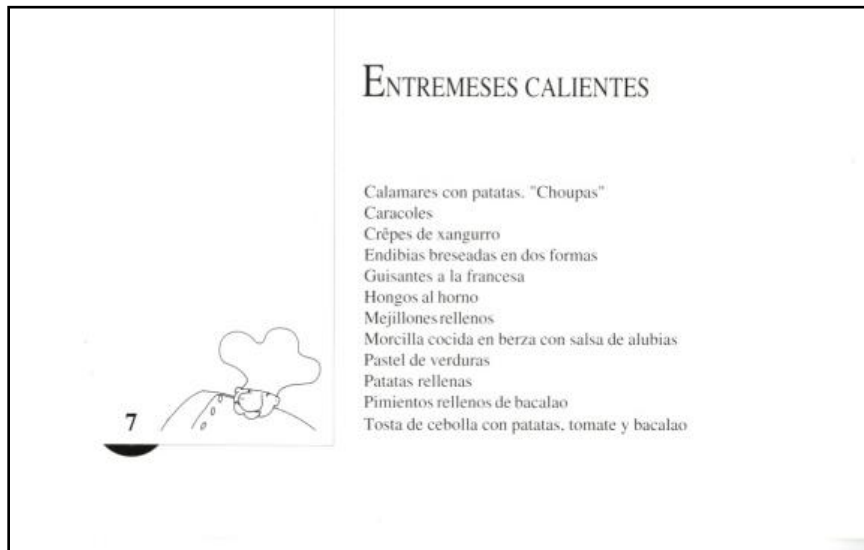 ENTREMESES CALIENTES
Calamares con patatas. "Choupas"
Caracoles
Crêpes de xangurro
Endibias breseadas en dos formas
Guisantes a la francesa
Hongos al horno
Mejillones rellenos
Morcilla cocida en berza con salsa de alubias
Pastel de verduras
Patatas rellenas
Pimientos rellenos de bacalao
Tosta de cebolla con patatas, tomate y bacalao
7